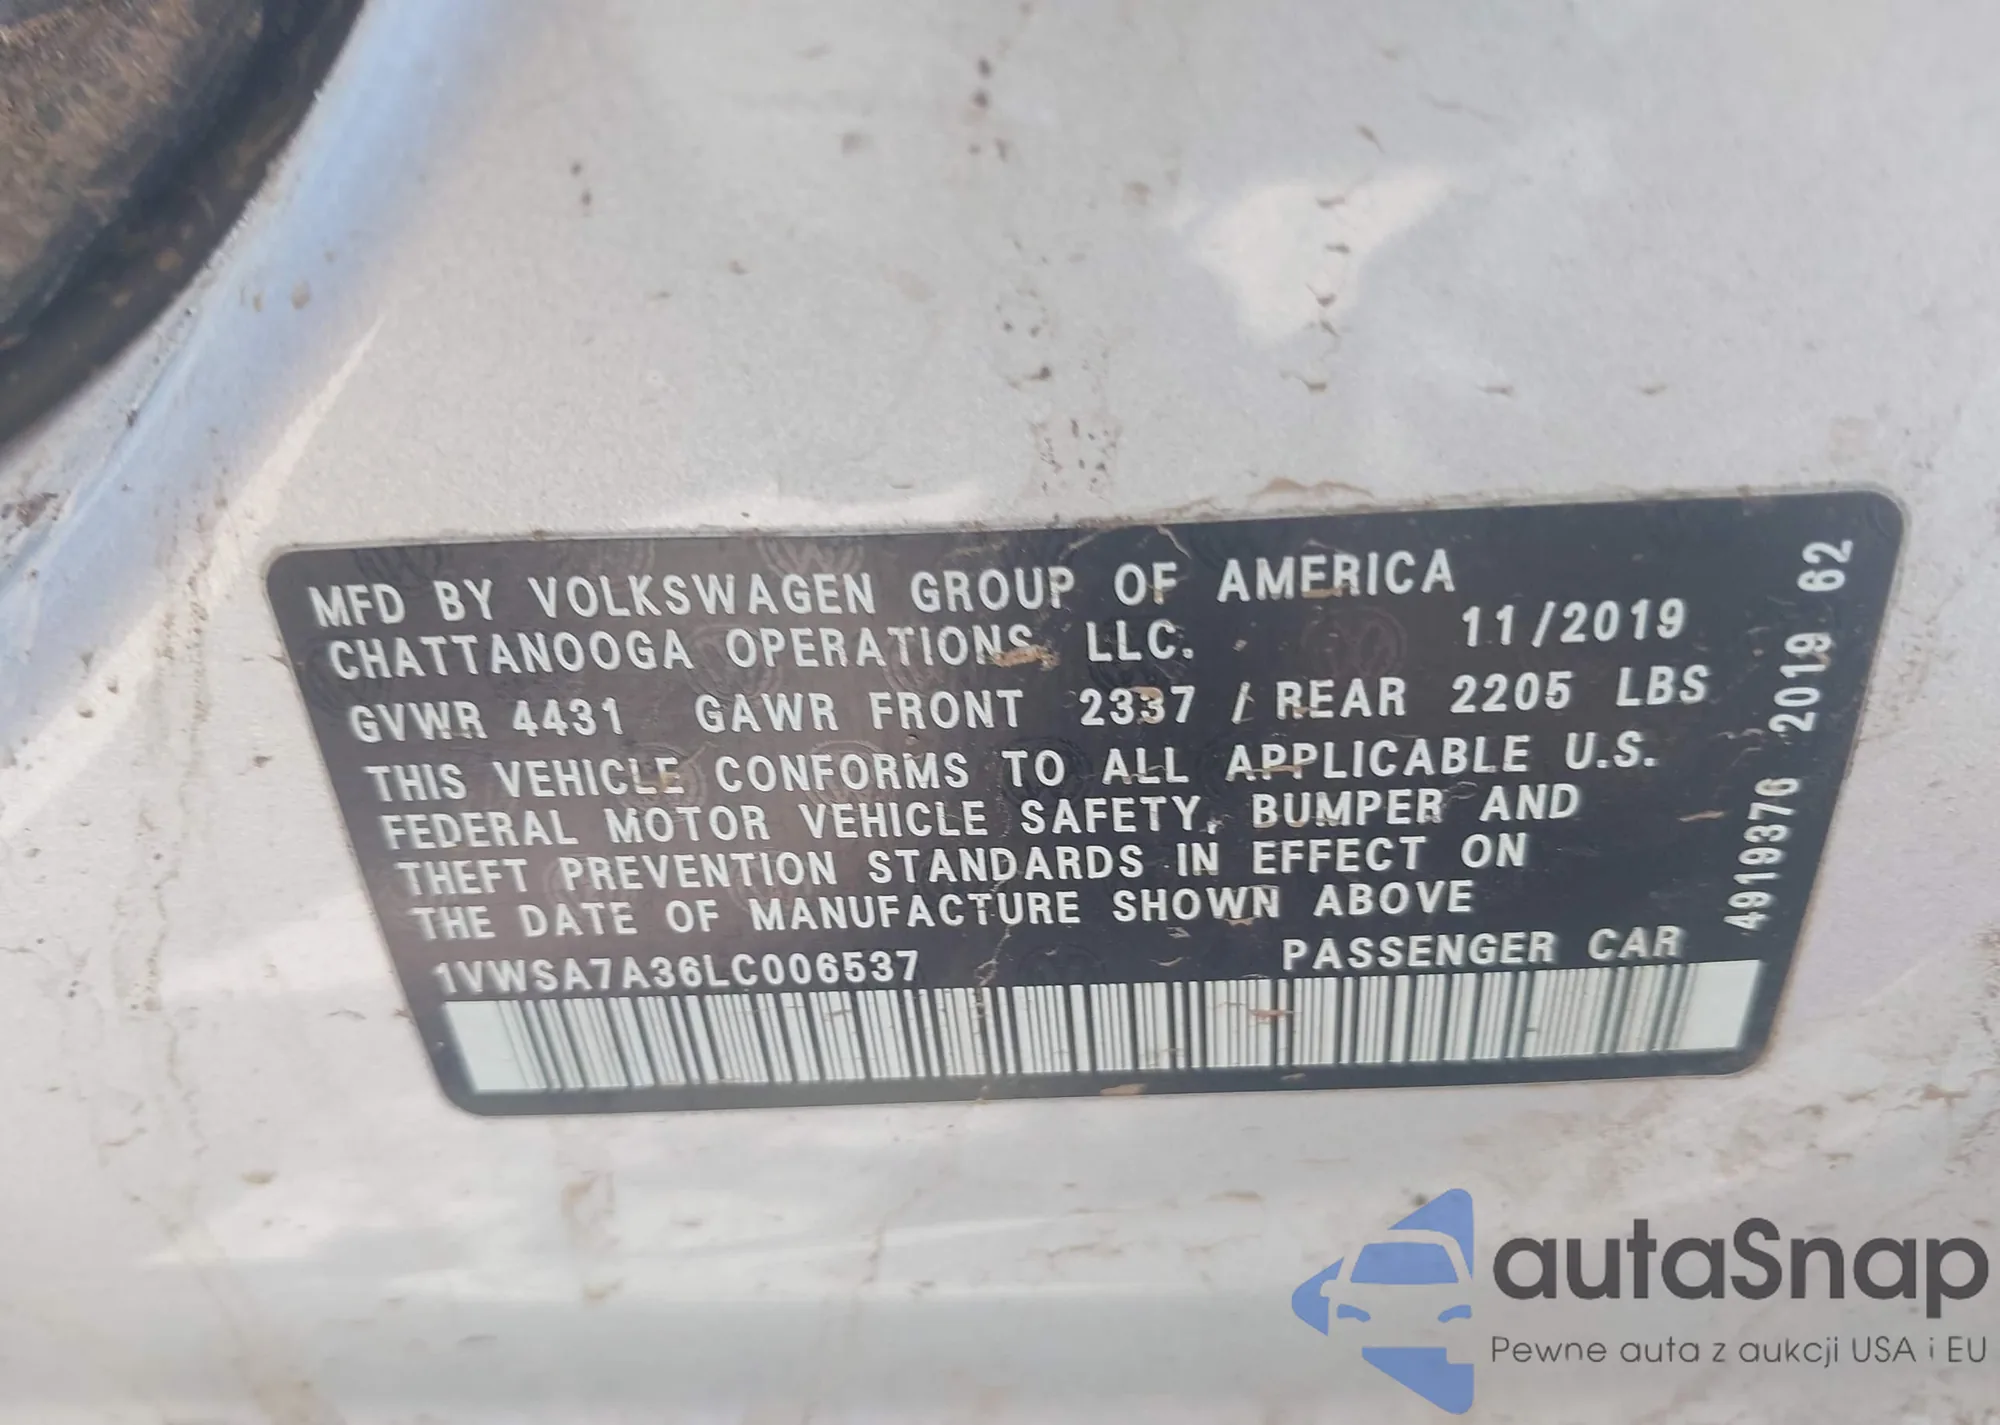 MFD BY VOLKSWAGEN GROUP OF AMERICA
CHATTANOOGA OPERATIONS, LLC. 11/2019
GVWR 4431 GAWR FRONT 2337 / REAR 2205 LBS
THIS VEHICLE CONFORMS TO ALL APPLICABLE U.S.
FEDERAL MOTOR VEHICLE SAFETY, BUMPER AND
THEFT PREVENTION STANDARDS IN EFFECT ON
THE DATE OF MANUFACTURE SHOWN ABOVE
1VWSA7A36LC006537 PASSENGER CAR
4919376 2019 62
autaSnap
Pewne auta z aukcji USA i EU